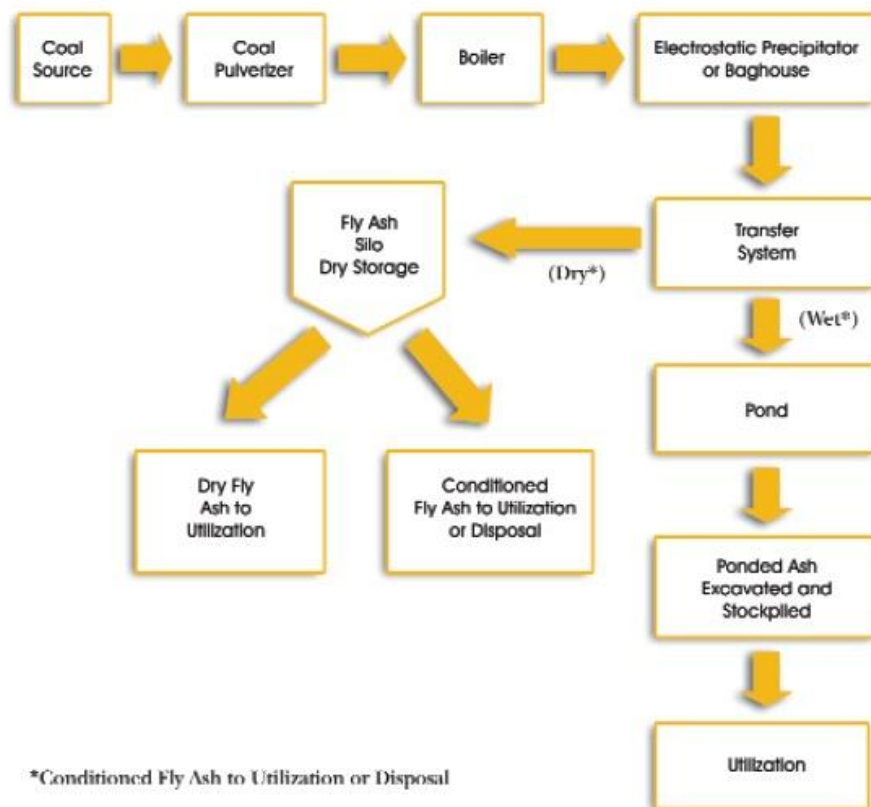 Coal
Source
Coal
Pulverizer
Boiler
Electrostatic Precipitator
or Baghouse
Fly Ash
Silo
Dry Storage
Transfer
System
(Dry*)
(Wet*)
Pond
Dry Fly
Ash to
Utilization
Conditioned
Fly Ash to Utilization
or Disposal
Ponded Ash
Excavated and
Stockpiled
Utilization
*Conditioned Fly Ash to Utilization or Disposal